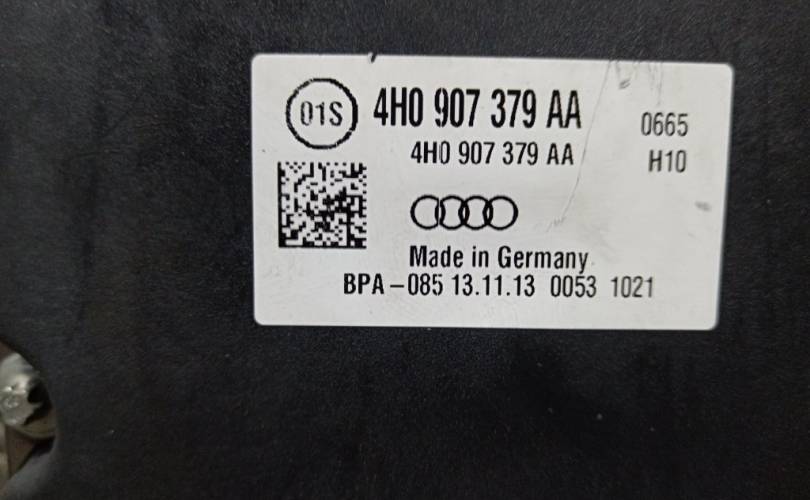 01S 4H0 907 379 AA 0665
4H0 907 379 AA H10
Made in Germany
BPA-085 13.11.13 0053 1021